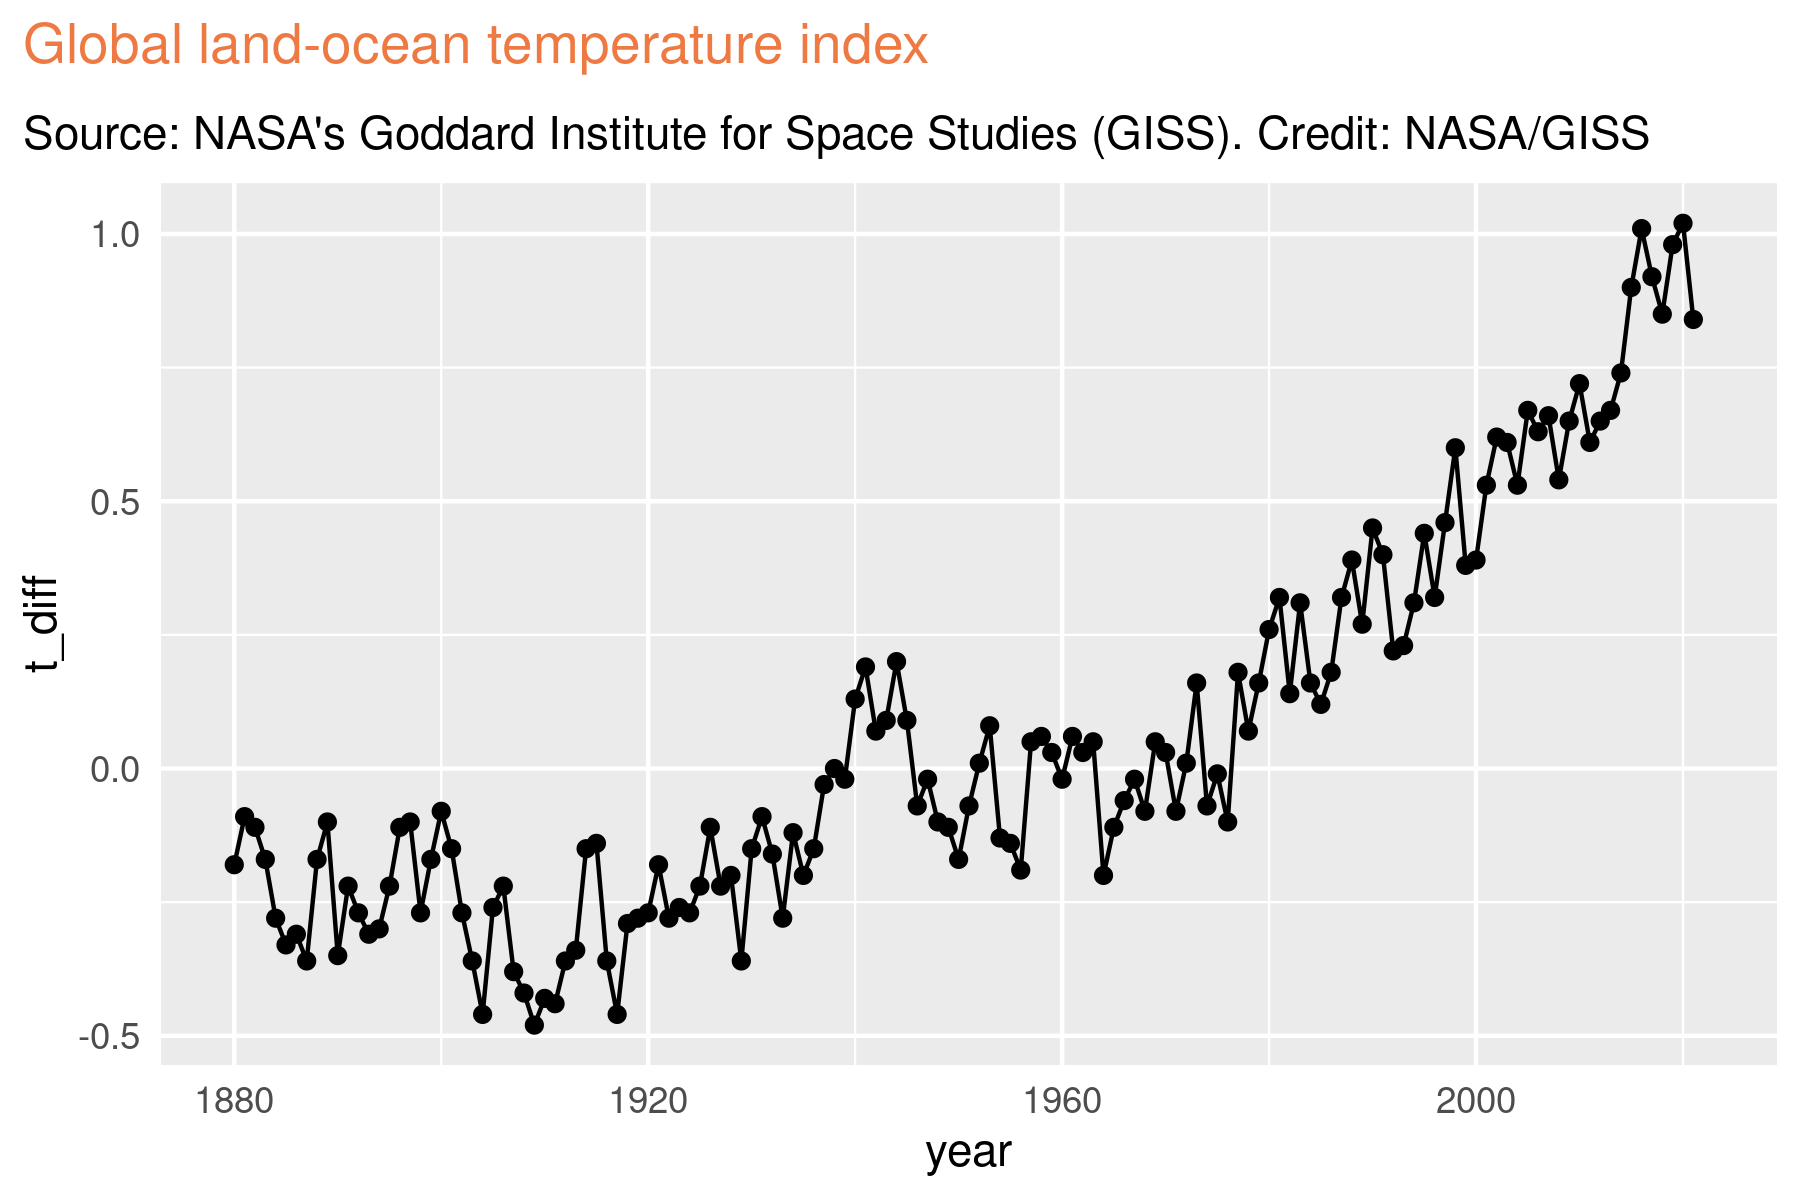 Global land-ocean temperature index
Source: NASA's Goddard Institute for Space Studies (GISS). Credit: NASA/GISS
1.0
0.5
0.0
-0.5
t_diff
1880 1920 1960 2000
year